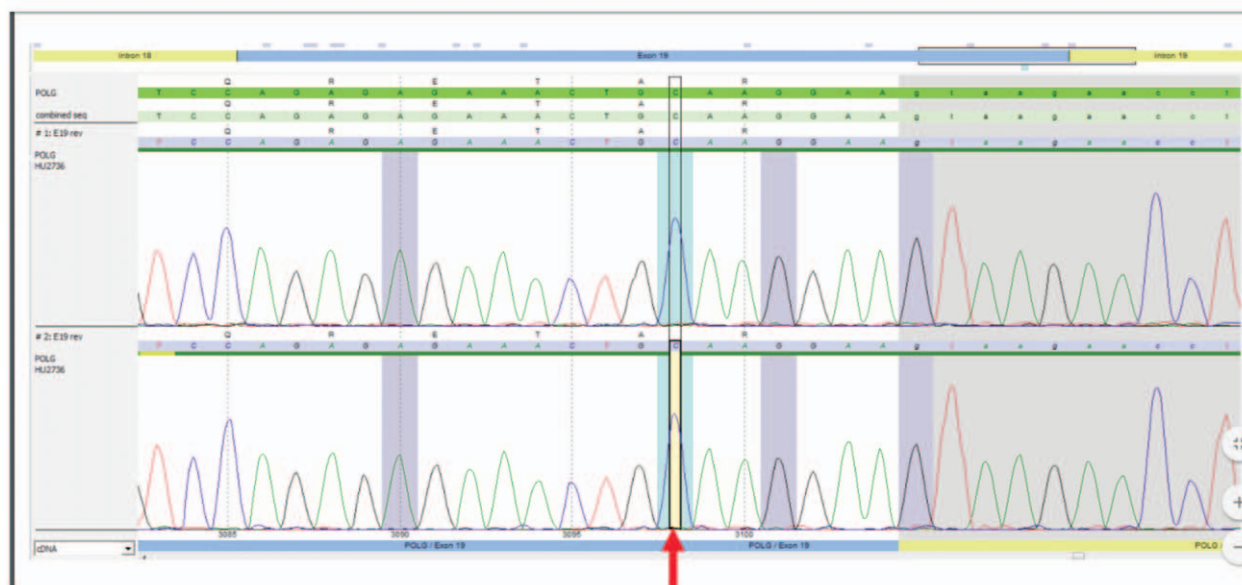 Intron 18 Exon 19 Intron 19
Q R E T A R
POLG T C C A G A G A G A A A C T G C A A G G A A g t a a g a a c c t
Q R E T A R
combined seq T C C A G A G A G A A A C T G C A A G G A A g t a a g a a c c t
# 1: E19 rev Q R E T A R
T C C A G A G A G A A A C T G C A A G G A A g t a a g a a c c t
POLG
HU2736
# 2: E19 rev Q R E T A R
T C C A G A G A G A A A C T G C A A G G A A g t a a g a a c c t
POLG
HU2736
3085 3090 3095 3100
cDNA POLG / Exon 19 POLG / Exon 19 POLG /